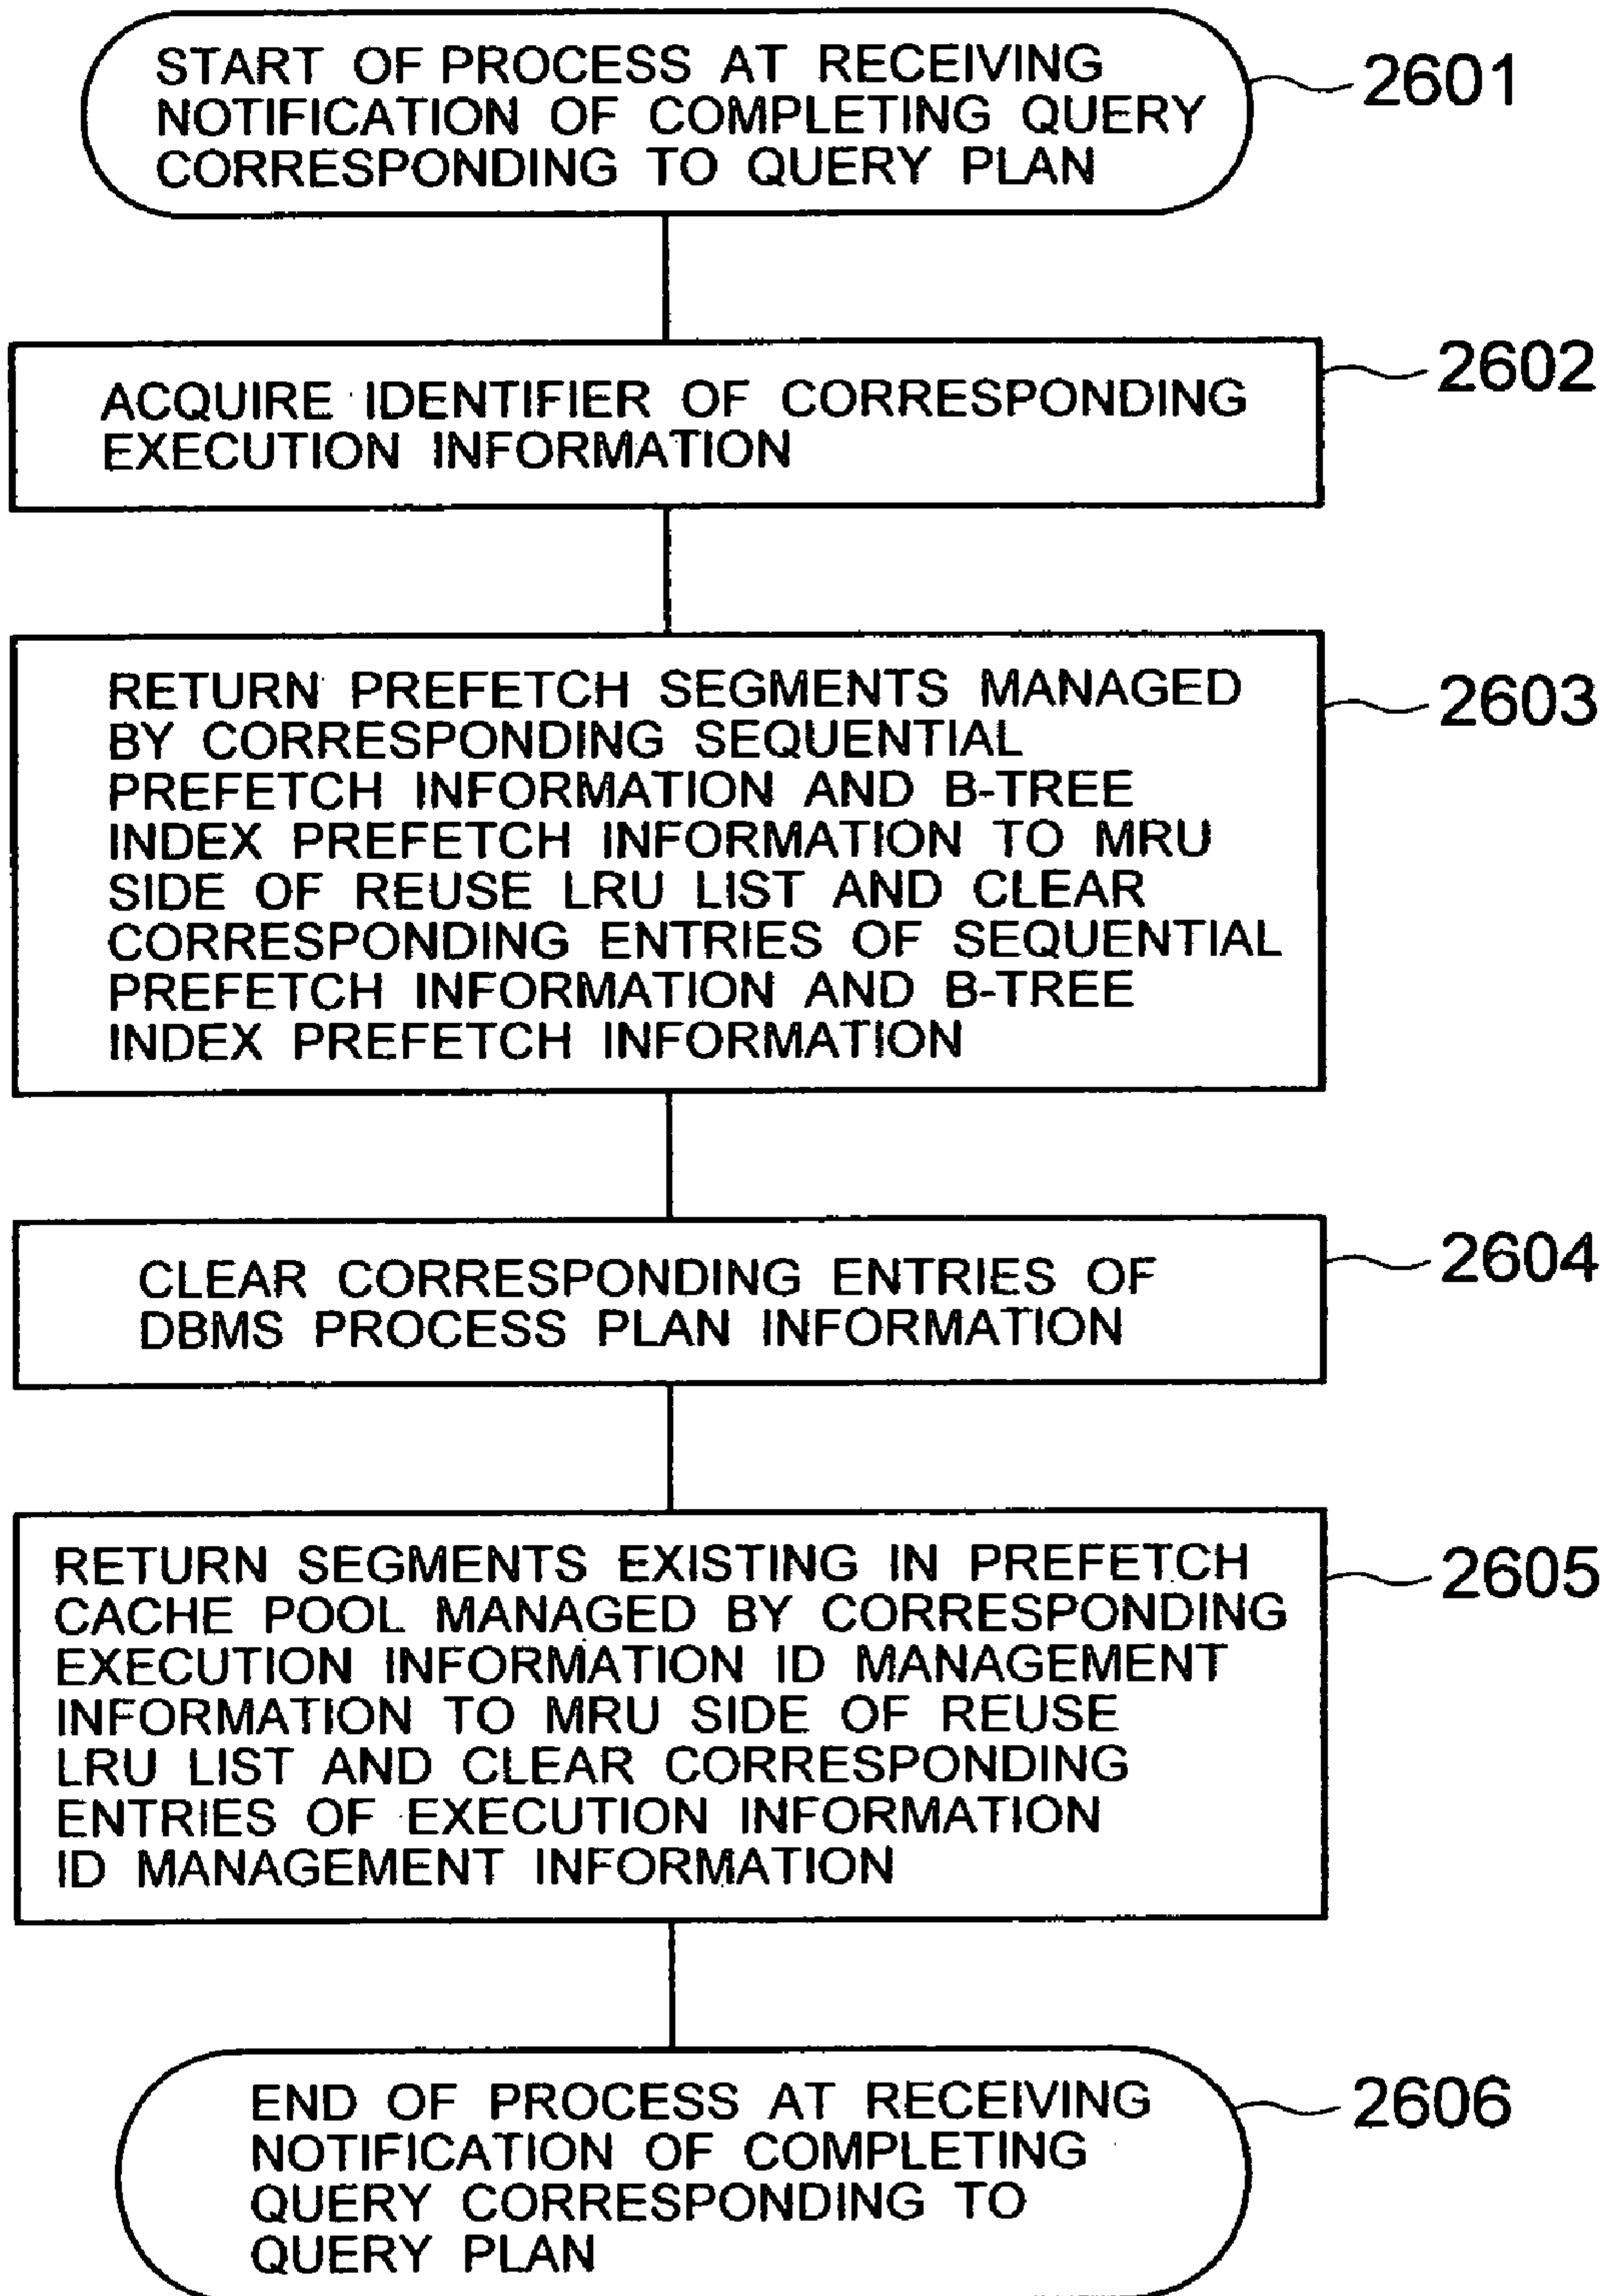 START OF PROCESS AT RECEIVING
NOTIFICATION OF COMPLETING QUERY
CORRESPONDING TO QUERY PLAN
2601
ACQUIRE IDENTIFIER OF CORRESPONDING
EXECUTION INFORMATION
2602
RETURN PREFETCH SEGMENTS MANAGED
BY CORRESPONDING SEQUENTIAL
PREFETCH INFORMATION AND B-TREE
INDEX PREFETCH INFORMATION TO MRU
SIDE OF REUSE LRU LIST AND CLEAR
CORRESPONDING ENTRIES OF SEQUENTIAL
PREFETCH INFORMATION AND B-TREE
INDEX PREFETCH INFORMATION
2603
CLEAR CORRESPONDING ENTRIES OF
DBMS PROCESS PLAN INFORMATION
2604
RETURN SEGMENTS EXISTING IN PREFETCH
CACHE POOL MANAGED BY CORRESPONDING
EXECUTION INFORMATION ID MANAGEMENT
INFORMATION TO MRU SIDE OF REUSE
LRU LIST AND CLEAR CORRESPONDING
ENTRIES OF EXECUTION INFORMATION
ID MANAGEMENT INFORMATION
2605
END OF PROCESS AT RECEIVING
NOTIFICATION OF COMPLETING
QUERY CORRESPONDING TO
QUERY PLAN
2606